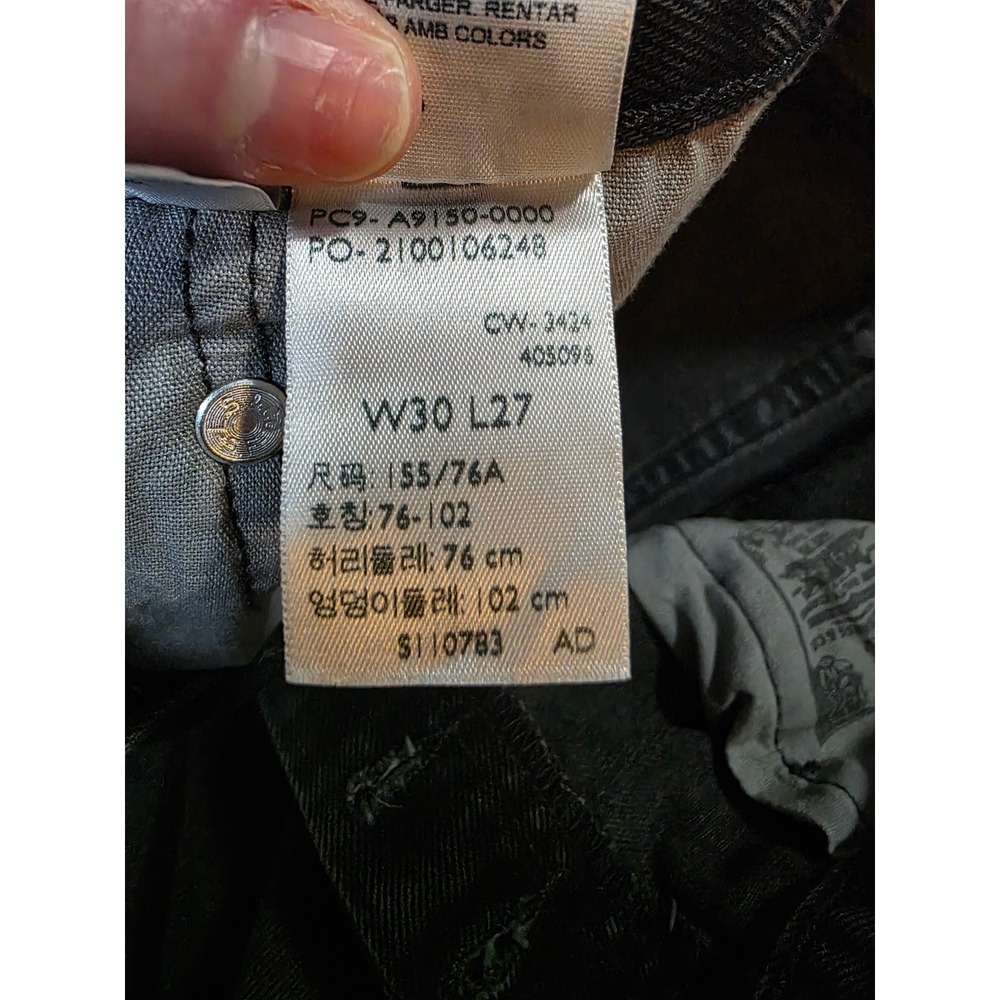 FARGER. RENTAR
AMB COLORS
PC9- A9150-0000
PO- 2100106248
CW- 3424
405096
W30 L27
尺码: 155/76A
호칭:76-102
허리둘레: 76 cm
엉덩이둘레: 102 cm
S110783 AD